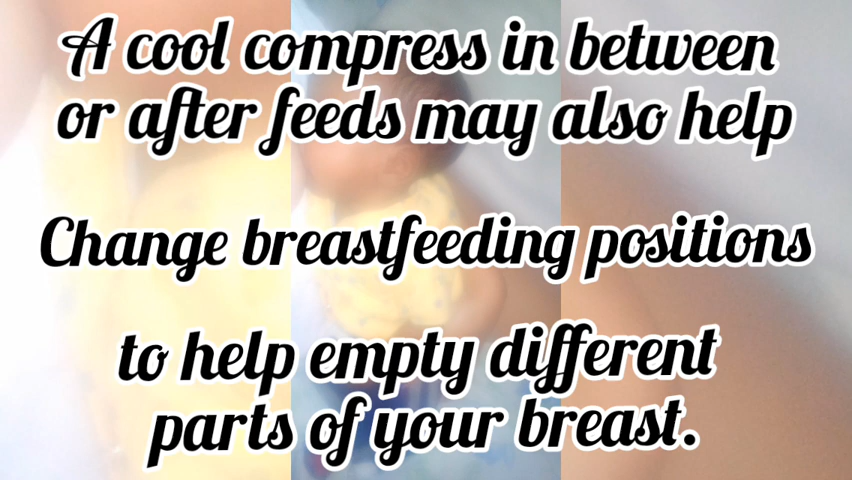 A cool compress in between
or after feeds may also help
Change breastfeeding positions
to help empty different
parts of your breast.